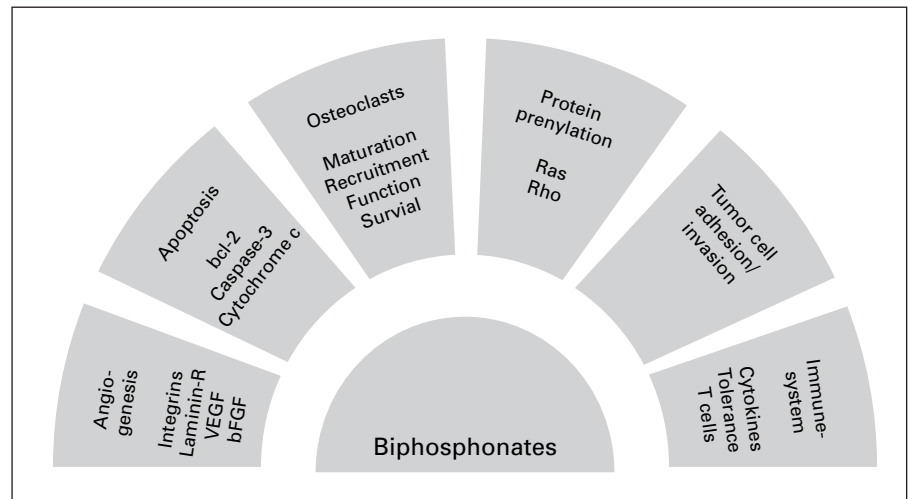 Angio-
genesis
Integrins
Laminin-R
VEGF
bFGF
Apoptosis
bcl-2
Caspase-3
Cytochrome c
Osteoclasts
Maturation
Recruitment
Function
Survial
Protein
prenylation
Ras
Rho
Tumor cell
adhesion/
invasion
Immune-
system
Cytokines
Tolerance
T cells
Biphosphonates